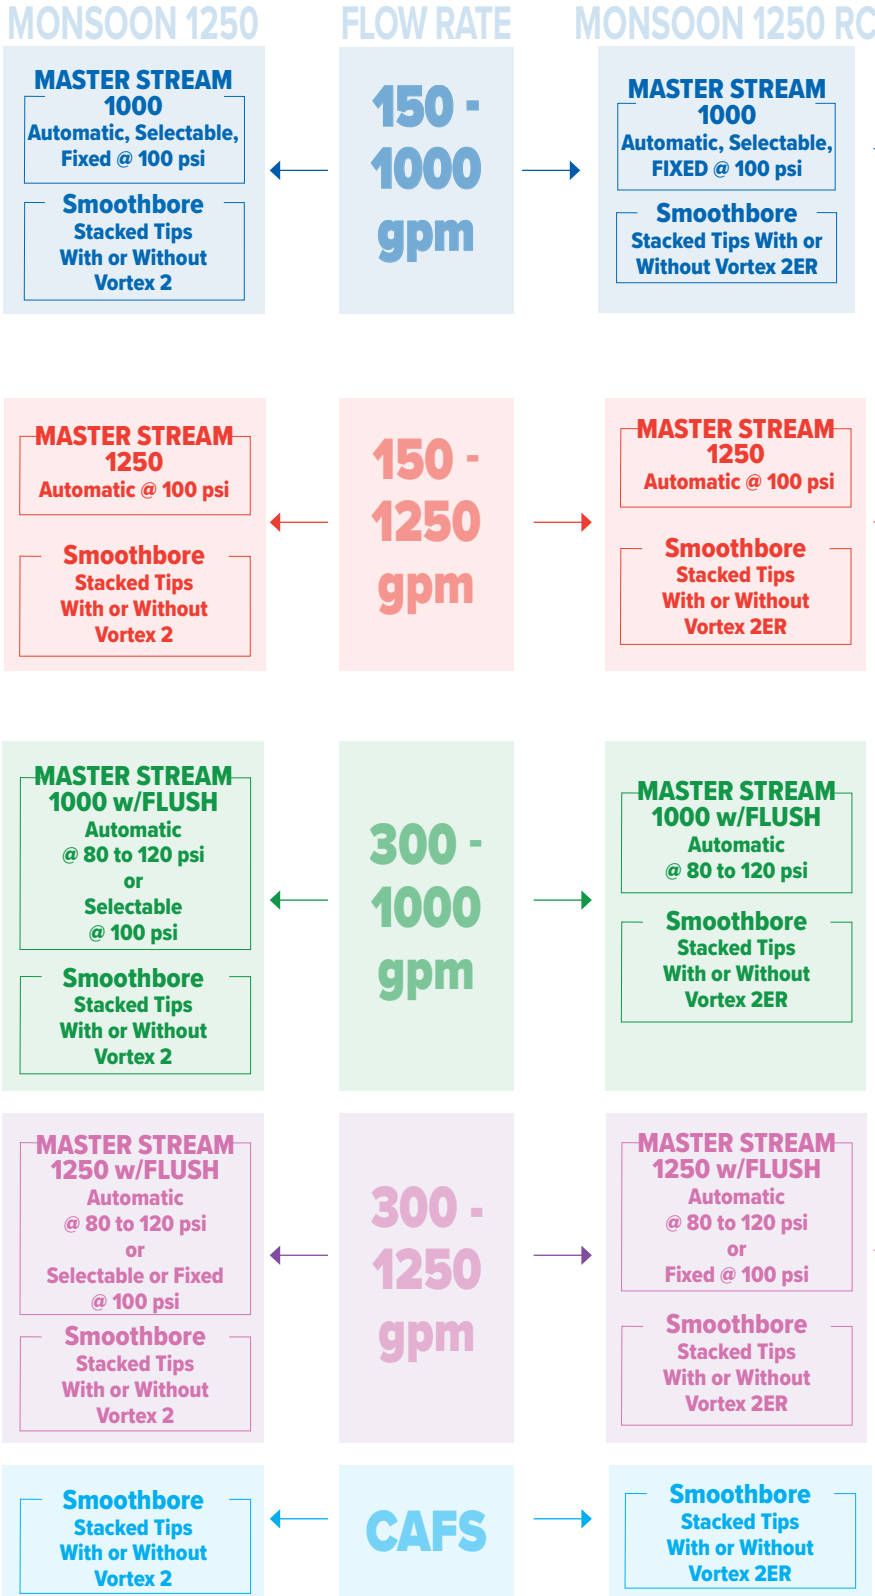 MONSOON 1250
FLOW RATE
MONSOON 1250 RC
MASTER STREAM
1000
Automatic, Selectable,
Fixed @ 100 psi
Smoothbore
Stacked Tips
With or Without
Vortex 2
150 -
1000
gpm
MASTER STREAM
1000
Automatic, Selectable,
FIXED @ 100 psi
Smoothbore
Stacked Tips With or
Without Vortex 2ER
MASTER STREAM
1250
Automatic @ 100 psi
Smoothbore
Stacked Tips
With or Without
Vortex 2
150 -
1250
gpm
MASTER STREAM
1250
Automatic @ 100 psi
Smoothbore
Stacked Tips
With or Without
Vortex 2ER
MASTER STREAM
1000 w/FLUSH
Automatic
@ 80 to 120 psi
or
Selectable
@ 100 psi
Smoothbore
Stacked Tips
With or Without
Vortex 2
300 -
1000
gpm
MASTER STREAM
1000 w/FLUSH
Automatic
@ 80 to 120 psi
Smoothbore
Stacked Tips
With or Without
Vortex 2ER
MASTER STREAM
1250 w/FLUSH
Automatic
@ 80 to 120 psi
or
Selectable or Fixed
@ 100 psi
Smoothbore
Stacked Tips
With or Without
Vortex 2
300 -
1250
gpm
MASTER STREAM
1250 w/FLUSH
Automatic
@ 80 to 120 psi
or
Fixed @ 100 psi
Smoothbore
Stacked Tips
With or Without
Vortex 2ER
Smoothbore
Stacked Tips
With or Without
Vortex 2
CAFS
Smoothbore
Stacked Tips
With or Without
Vortex 2ER